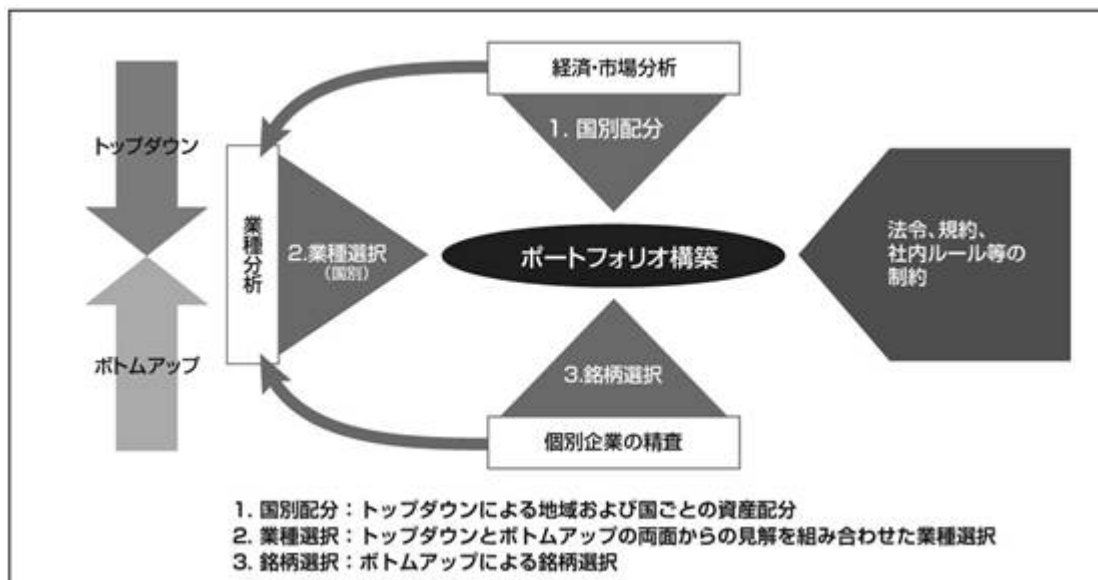 経済・市場分析
1. 国別配分
トップダウン
業種分析
2.業種選択
（国別）
ポートフォリオ構築
法令、規約、
社内ルール等の
制約
ボトムアップ
3.銘柄選択
個別企業の精査
1. 国別配分：トップダウンによる地域および国ごとの資産配分
2. 業種選択：トップダウンとボトムアップの両面からの見解を組み合わせた業種選択
3. 銘柄選択：ボトムアップによる銘柄選択